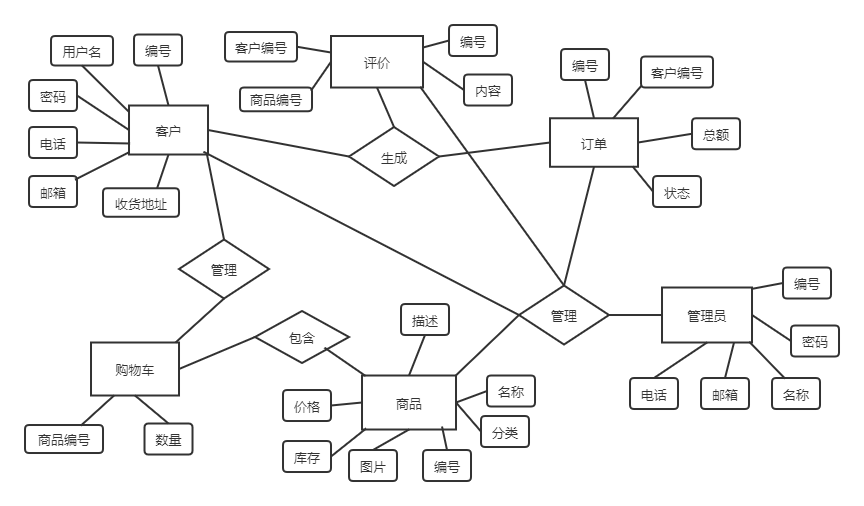 客户编号
评价
编号
用户名
编号
编号
客户编号
密码
商品编号
内容
客户
总额
电话
生成
订单
邮箱
收货地址
状态
管理
编号
包含
描述
管理
管理员
密码
购物车
价格
商品
名称
电话
邮箱
名称
商品编号
数量
分类
库存
图片
编号